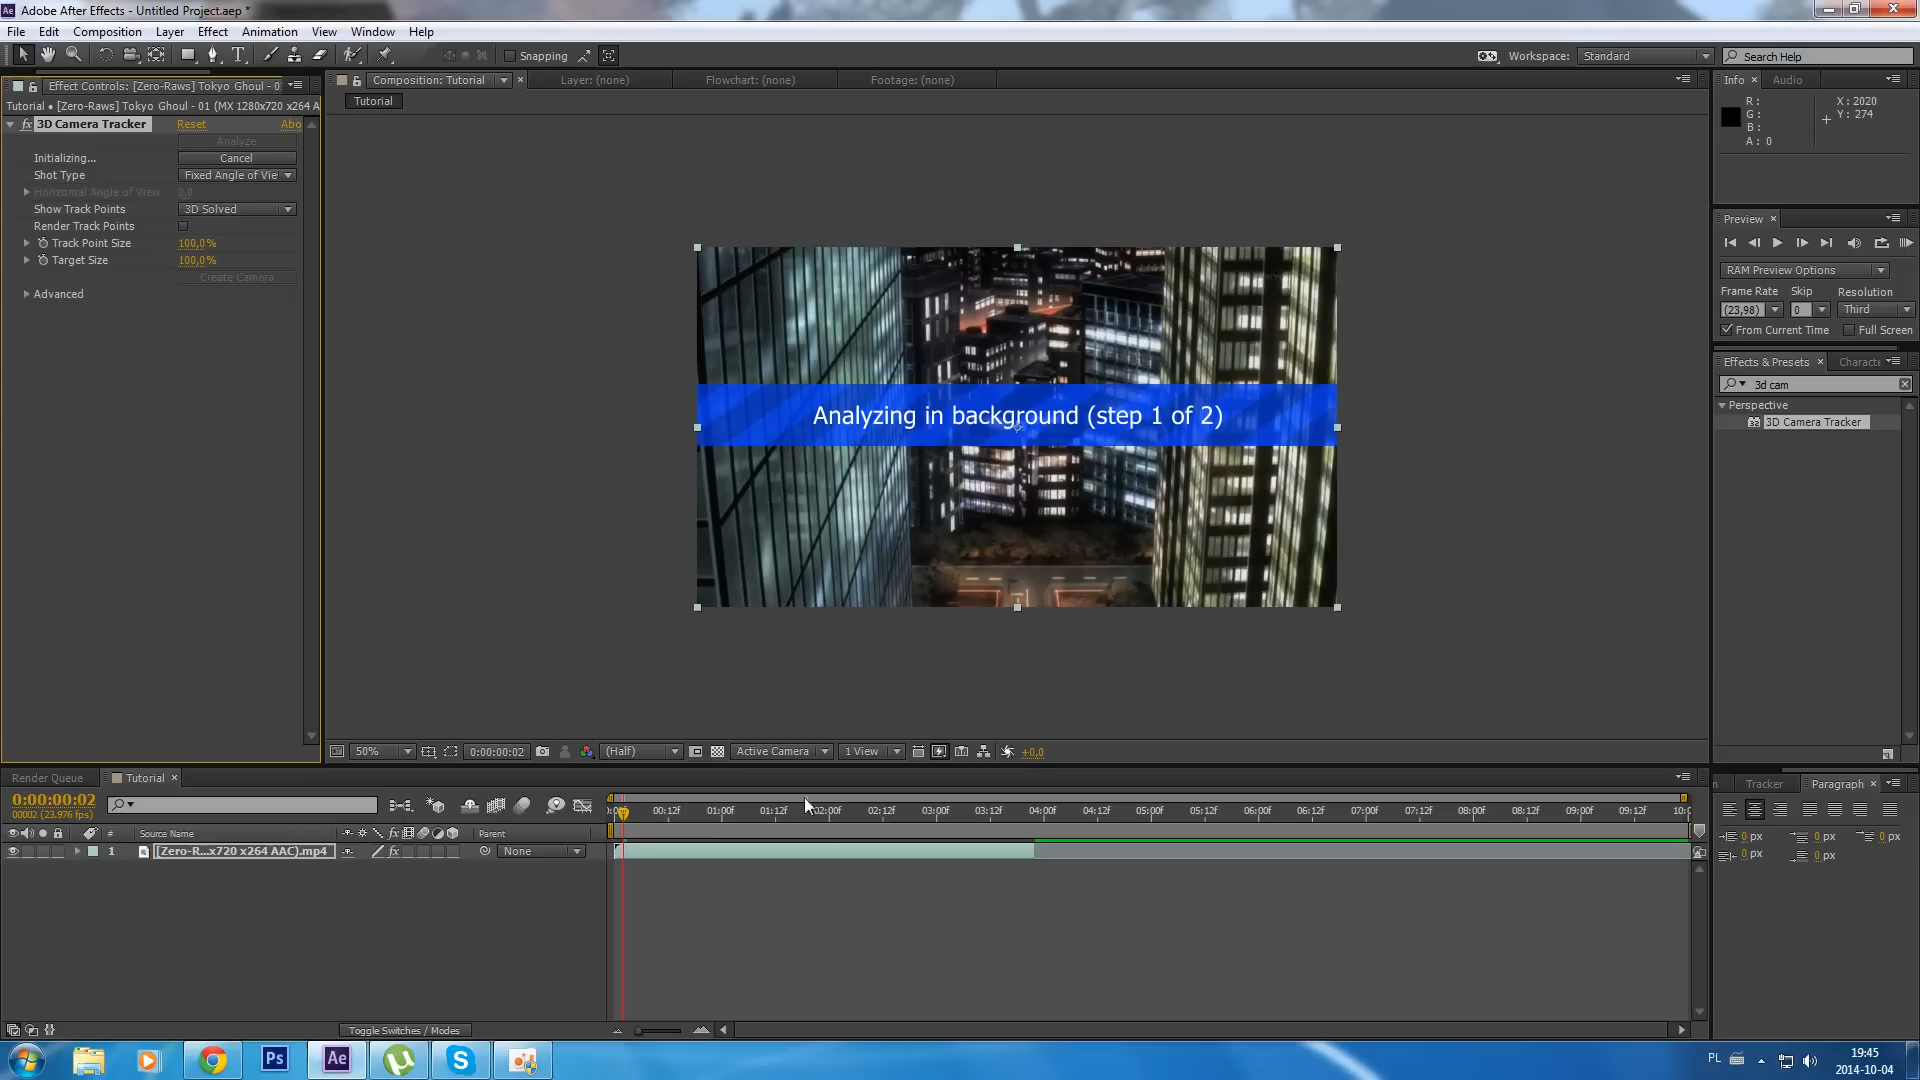 Adobe After Effects - Untitled Project.aep *
File Edit Composition Layer Effect Animation View Window Help
Snapping
Workspace: Standard
Search Help
Effect Controls: [Zero-Raws] Tokyo Ghoul - 0
Tutorial • [Zero-Raws] Tokyo Ghoul - 01 (MX 1280x720 x264 A
fx 3D Camera Tracker Reset Abo
Analyze
Initializing... Cancel
Shot Type Fixed Angle of Vie
Horizontal Angle of View 0,0
Show Track Points 3D Solved
Render Track Points
Track Point Size 100,0%
Target Size 100,0%
Create Camera
Advanced
Composition: Tutorial
Layer: (none)
Flowchart: (none)
Footage: (none)
Tutorial
Analyzing in background (step 1 of 2)
50% 0:00:00:02 (Half) Active Camera 1 View +0,0
Info Audio
R: X: 2020
G: Y: 274
B:
A: 0
Preview
RAM Preview Options
Frame Rate Skip Resolution
(23,98) 0 Third
From Current Time Full Screen
Effects & Presets Characte
3d cam
Perspective
32 3D Camera Tracker
Render Queue Tutorial
0:00:00:02
00002 (23,976 fps)
# Source Name Parent
1 [Zero-R...x720 x264 AAC).mp4 fx None
0:00f 00:12f 01:00f 01:12f 02:00f 02:12f 03:00f 03:12f 04:00f 04:12f 05:00f 05:12f 06:00f 06:12f 07:00f 07:12f 08:00f 08:12f 09:00f 09:12f 10:0
Toggle Switches / Modes
Tracker Paragraph
0 px 0 px 0 px
0 px 0 px
Ps Ae
PL 19:45
2014-10-04